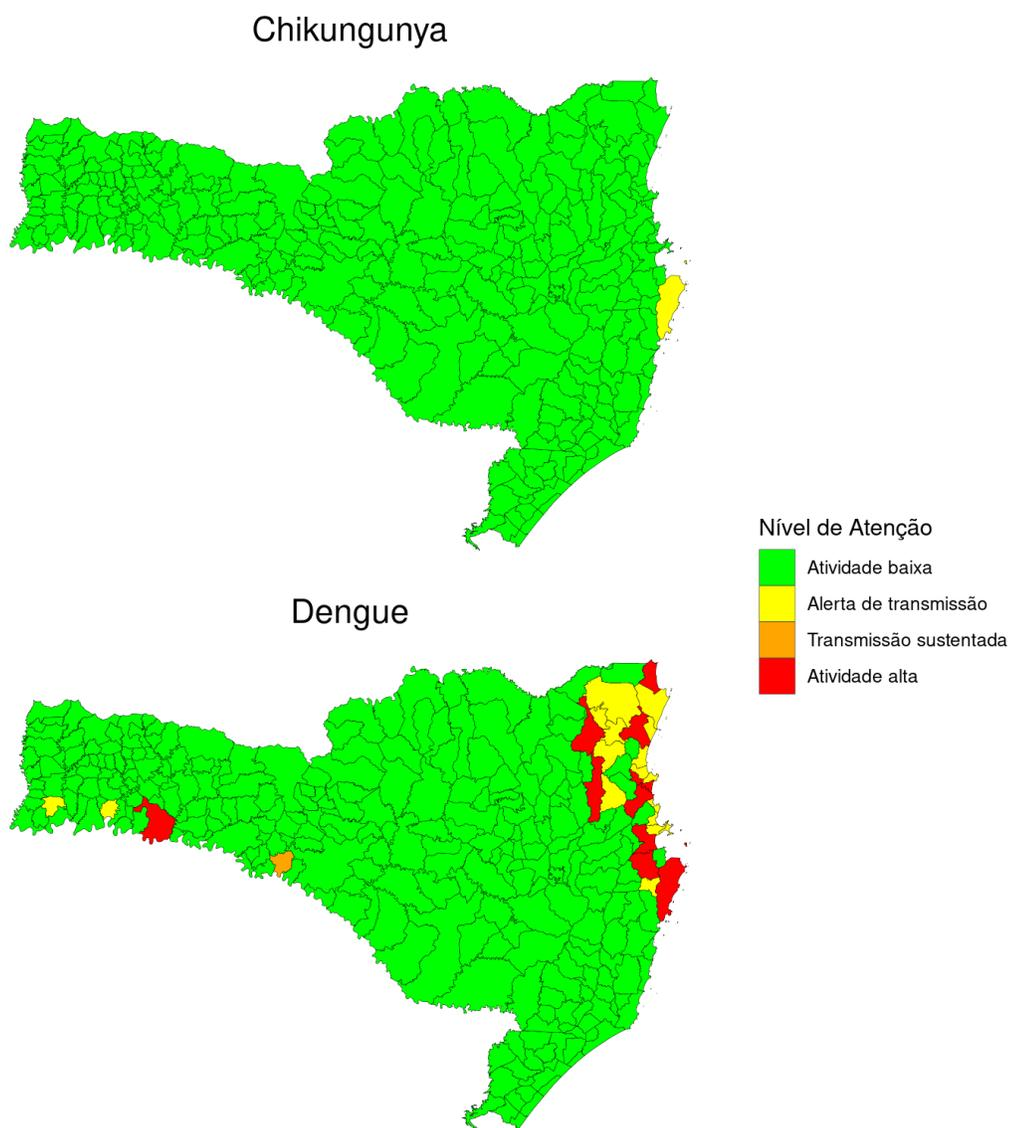 Chikungunya
Nível de Atenção
Atividade baixa
Alerta de transmissão
Transmissão sustentada
Atividade alta
Dengue